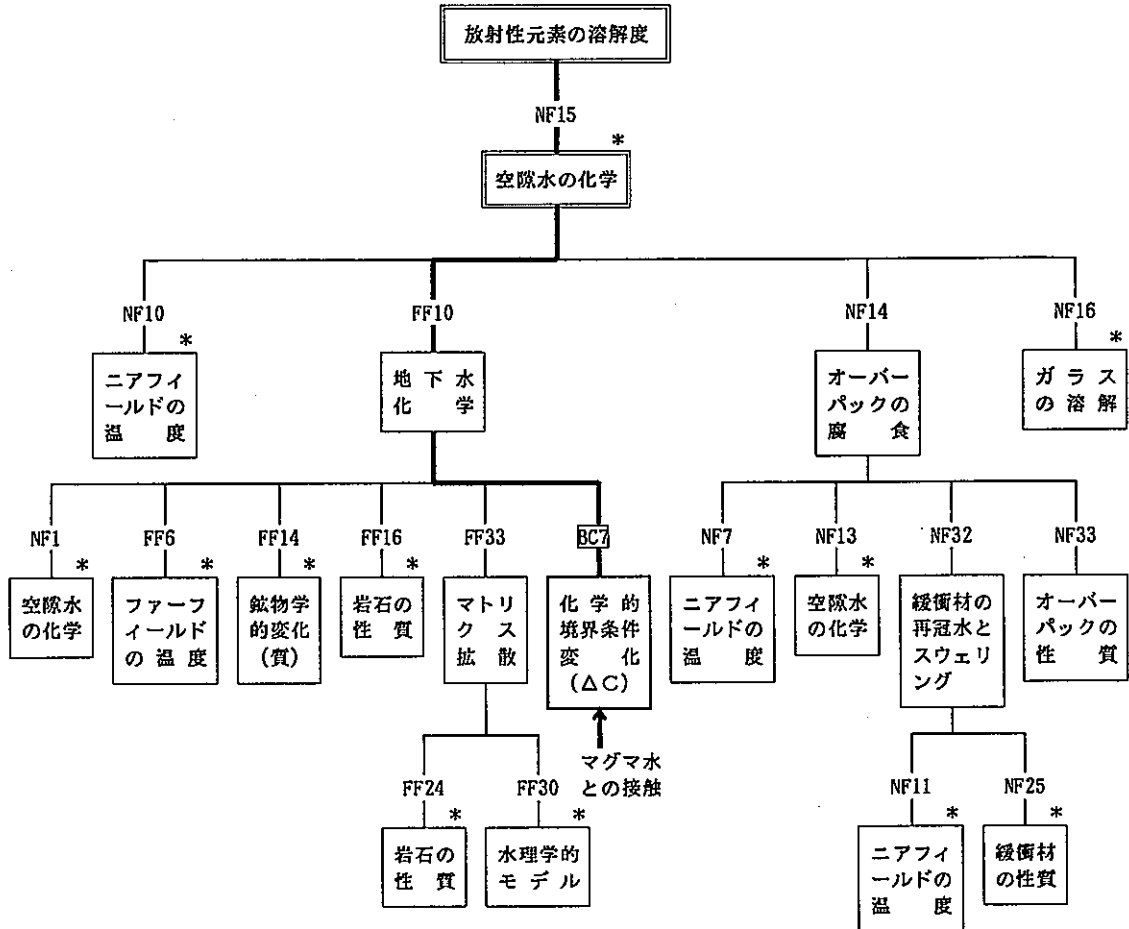 放射性元素の溶解度
NF15
*
空隙水の化学
NF10
FF10
NF14
NF16
*
*
ニアフィ
ールドの
温度
地下水
化学
オーバー
パックの
腐食
ガラス
の溶解
NF1
FF6
FF14
FF16
FF33
BC7
NF7
NF13
NF32
NF33
*
*
*
*
*
*
空隙水
の化学
ファーフ
ィールド
の温度
鉱物学
的変化
(質)
岩石の
性質
マトリ
クス
拡散
化学的
境界条件
変化
(ΔC)
ニアフィ
ールドの
温度
空隙水
の化学
緩衝材の
再冠水と
スウェリ
ング
オーバー
パックの
性質
マグマ水
との接触
FF24
FF30
NF11
NF25
*
*
*
*
岩石の
性質
水理学的
モデル
ニアフィ
ールドの
温度
緩衝材
の性質